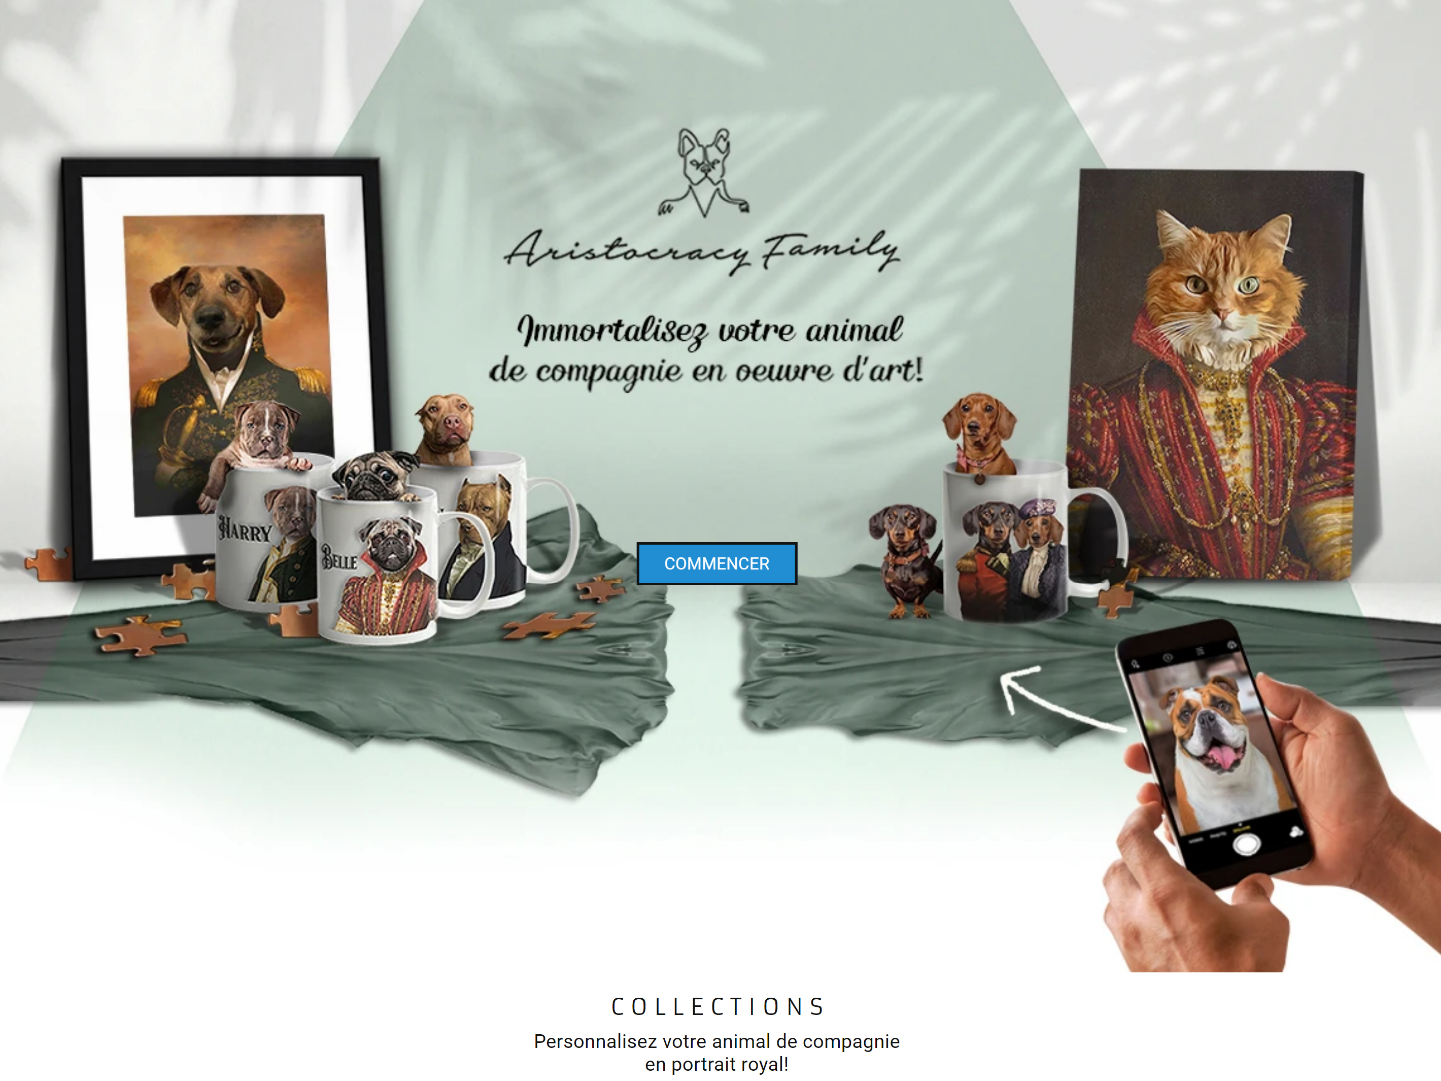 Aristocracy Family
Immortalisez votre animal
de compagnie en oeuvre d'art!
HARRY
BELLE
COMMENCER
COLLECTIONS
Personnalisez votre animal de compagnie
en portrait royal!